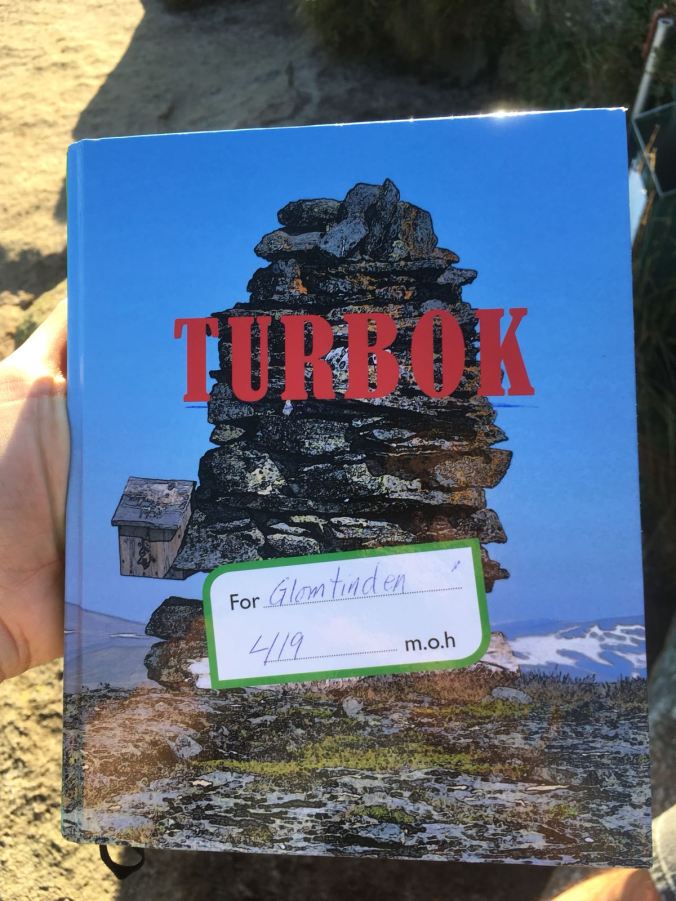 TURBOK
For Glomtinden
419 m.o.h